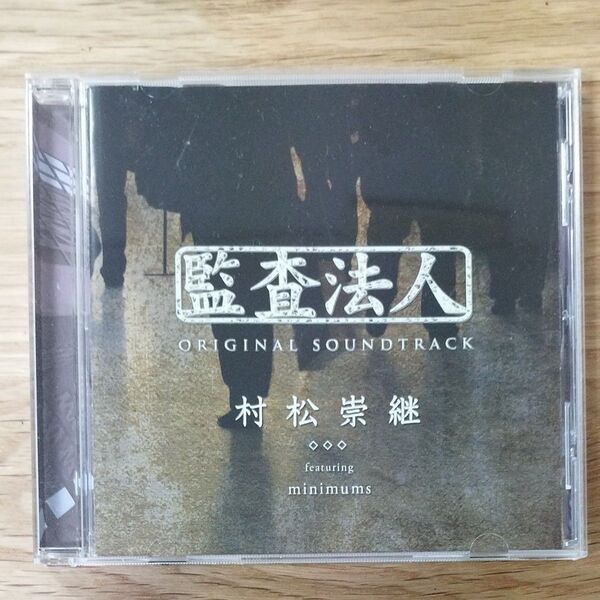 監査法人
ORIGINAL SOUNDTRACK
村松崇継
featuring
minimums